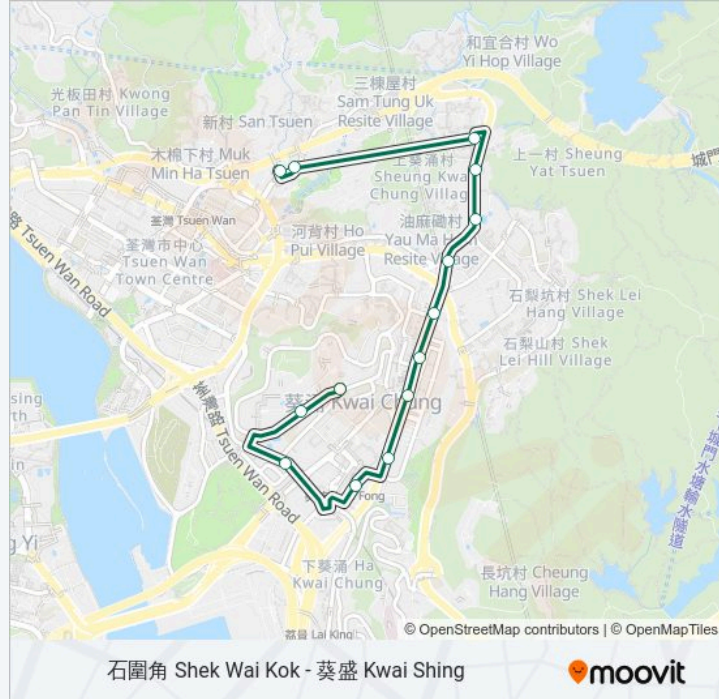 和宜合村 Wo
Yi Hop Village
光板田村 Kwong
Pan Tin Village
三棟屋村
Sam Tung Uk
Resite Village
新村 San Tsuen
木棉下村 Muk
Min Ha Tsuen
上葵涌村
Sheung Kwai
Chung Village
上一村 Sheung
Yat Tsuen
城門
荃灣 Tsuen Wan
路 Tsuen Wan Road
河背村 Ho
Pui Village
油麻磡村
Yau Ma Hom
Resite Village
荃灣市中心
Tsuen Wan
Town Centre
石梨坑村 Shek Lei
Hang Village
石梨山村 Shek
Lei Hill Village
Tsuen Wan Road
葵涌 Kwai Chung
sing
orth
in
g Yi
Fong
城門水塘輸水隧道
下葵涌 Ha
Kwai Chung
長坑村 Cheung
Hang Village
荔景 Lai King
© OpenStreetMap contributors | © OpenMapTiles
石圍角 Shek Wai Kok - 葵盛 Kwai Shing
moovit